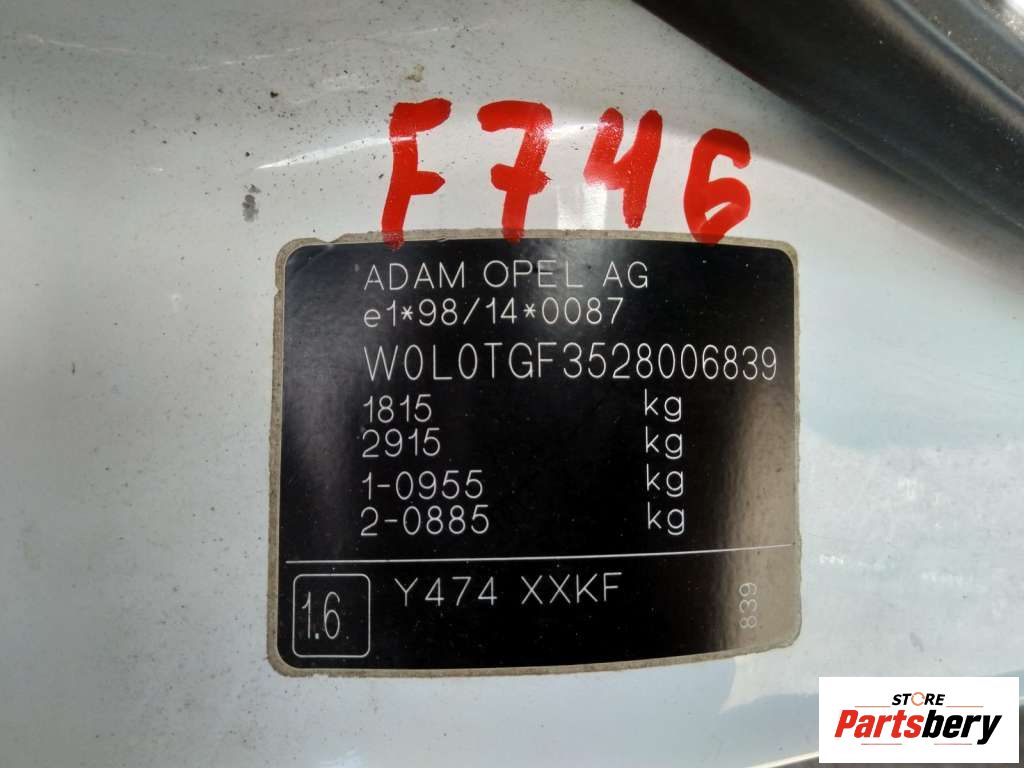 F746
ADAM OPEL AG
e1*98/14*0087
W0L0TGF3528006839
1815 kg
2915 kg
1-0955 kg
2-0885 kg
1.6 Y474 XXKF 839
STORE
Partsbery